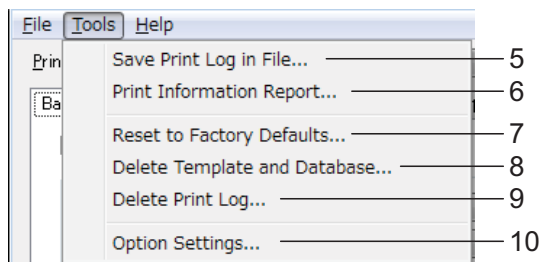 File Tools Help
Prin
Save Print Log in File... 5
Ba
Print Information Report... 6
Reset to Factory Defaults... 7
Delete Template and Database... 8
Delete Print Log... 9
Option Settings... 10